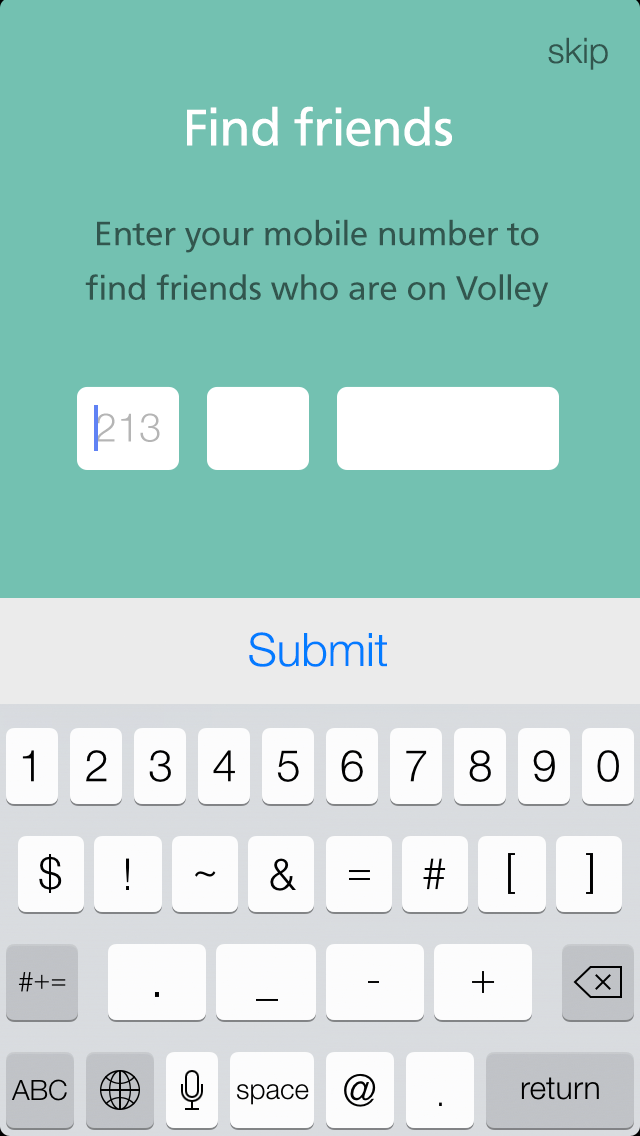 skip
Find friends
Enter your mobile number to
find friends who are on Volley
213
Submit
1 2 3 4 5 6 7 8 9 0
$ ! ~ & = # [ ]
#+= . _ - +
ABC space @ . return